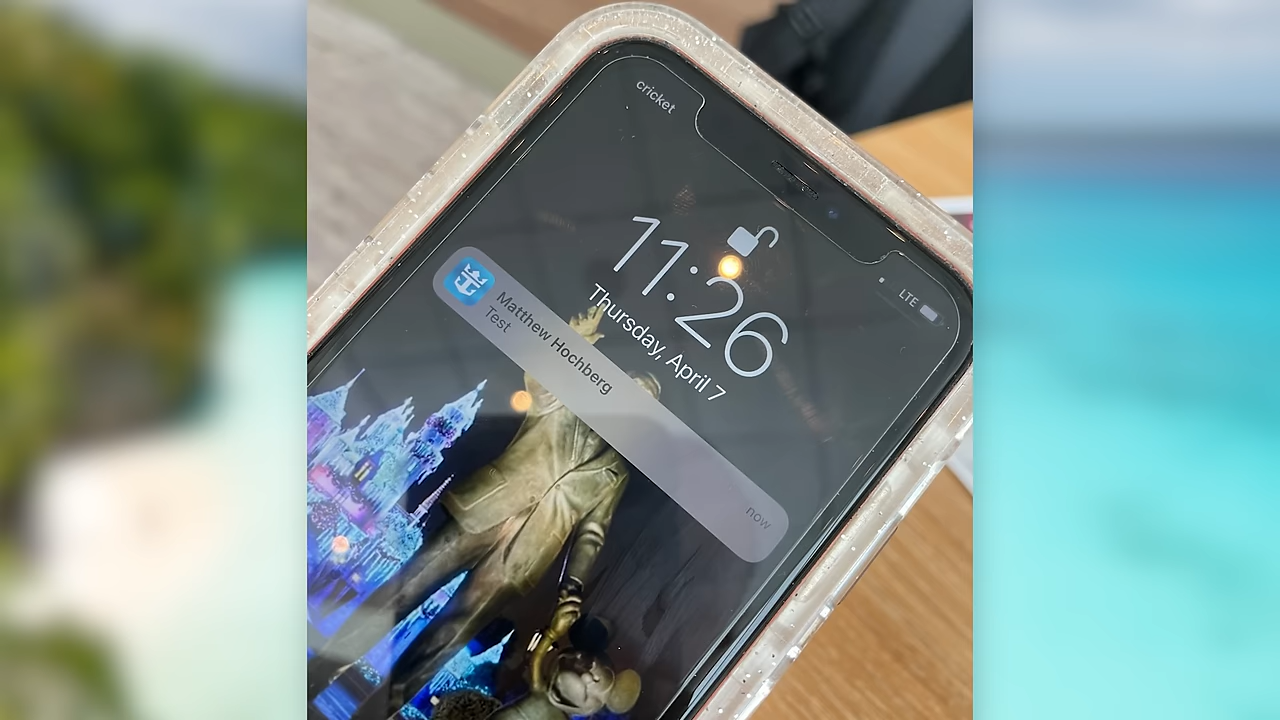 cricket
LTE
11:26
Thursday, April 7
Matthew Hochberg
Test
now